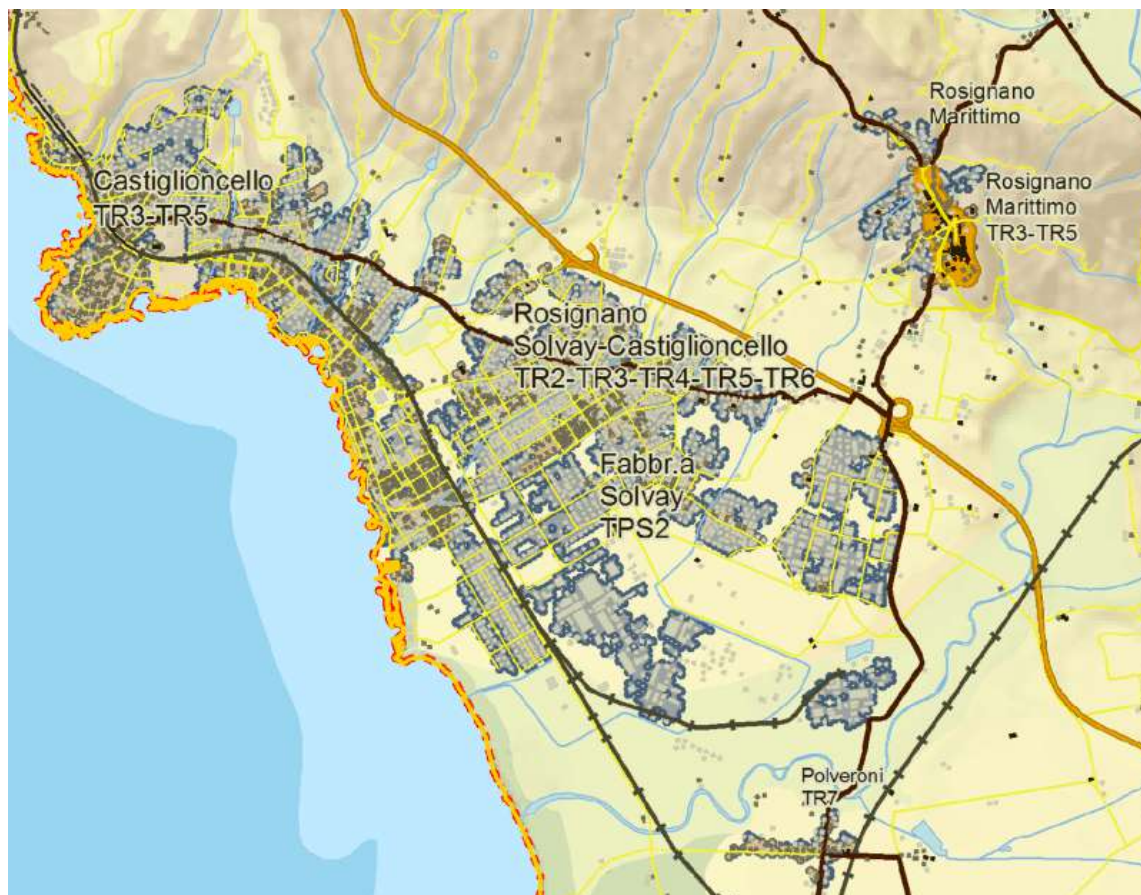 Rosignano
Marittimo
Castiglioncello
TR3-TR5
Rosignano
Marittimo
TR3-TR5
Rosignano
Solvay-Castiglioncello
TR2-TR3-TR4-TR5-TR6
Fabbr.a
Solvay
TPS2
Polveroni
TR7